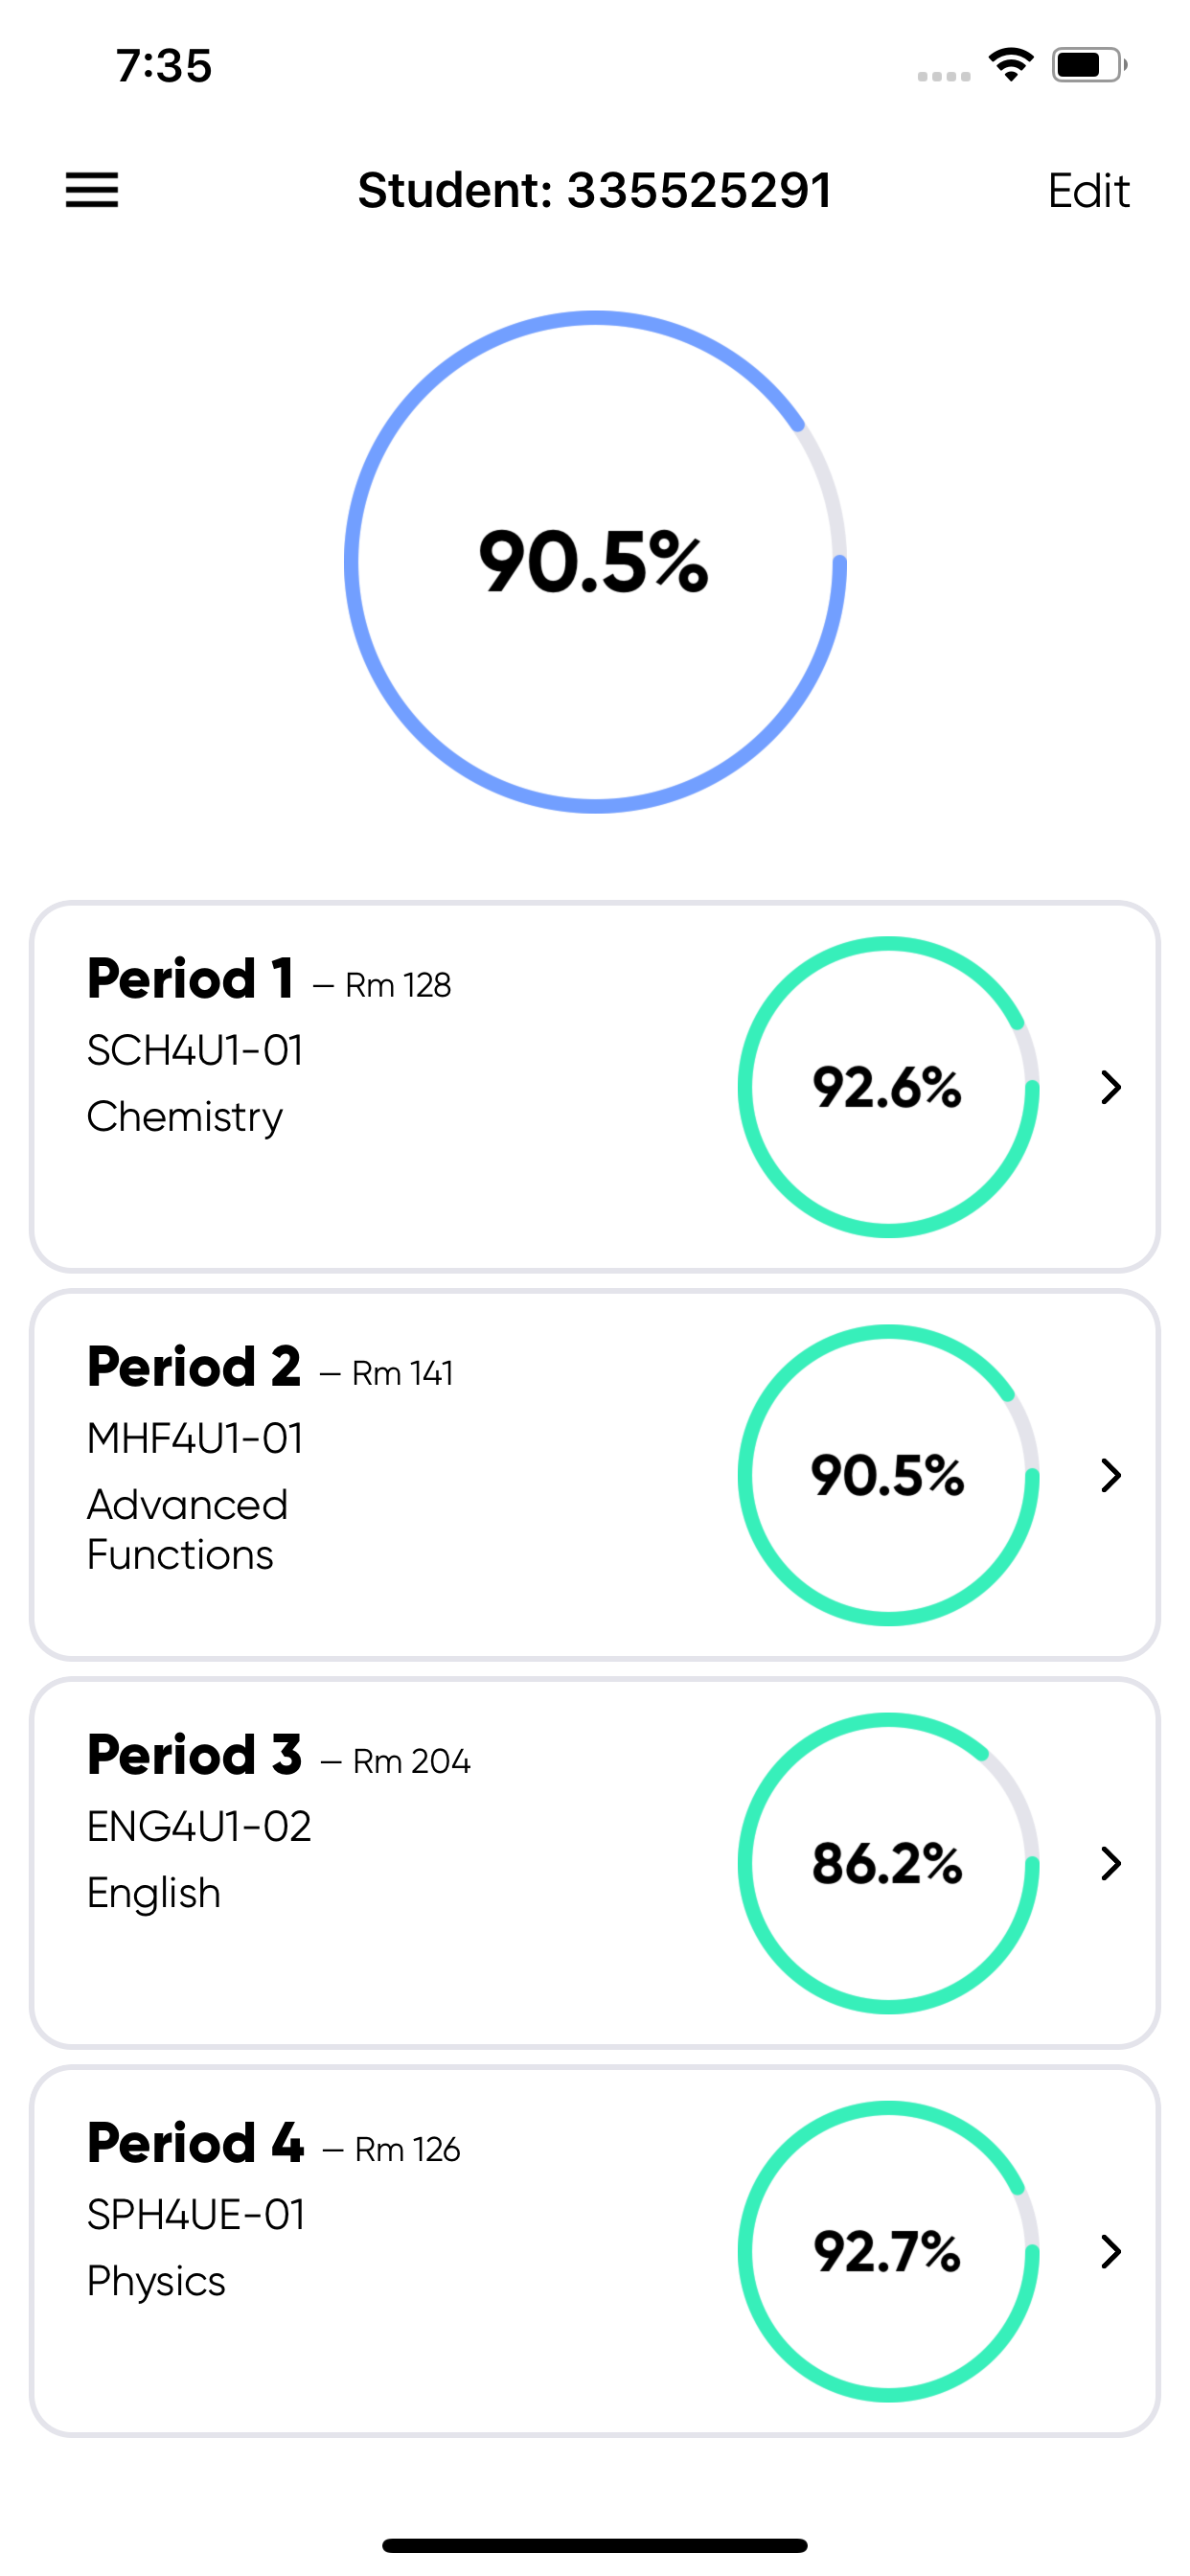 7:35
Student: 335525291 Edit
90.5%
Period 1 – Rm 128
SCH4U1-01
Chemistry
92.6%
Period 2 – Rm 141
MHF4U1-01
Advanced
Functions
90.5%
Period 3 – Rm 204
ENG4U1-02
English
86.2%
Period 4 – Rm 126
SPH4UE-01
Physics
92.7%